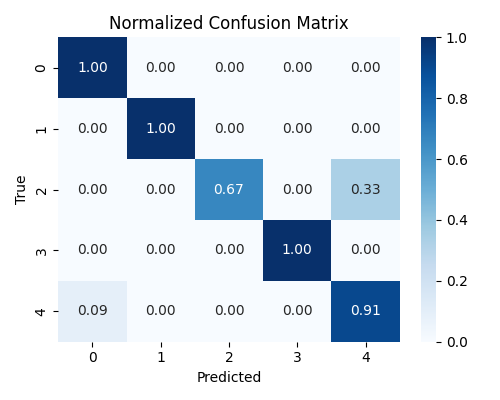 Normalized Confusion Matrix
True
0 1.00 0.00 0.00 0.00 0.00
1 0.00 1.00 0.00 0.00 0.00
2 0.00 0.00 0.67 0.00 0.33
3 0.00 0.00 0.00 1.00 0.00
4 0.09 0.00 0.00 0.00 0.91
0 1 2 3 4
Predicted
1.0
0.8
0.6
0.4
0.2
0.0